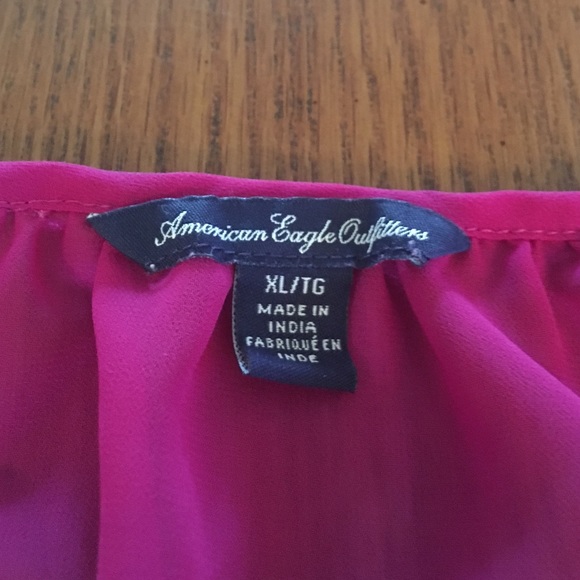 American Eagle Outfitters
XL/TG
MADE IN
INDIA
FABRIQUÉ EN
INDE